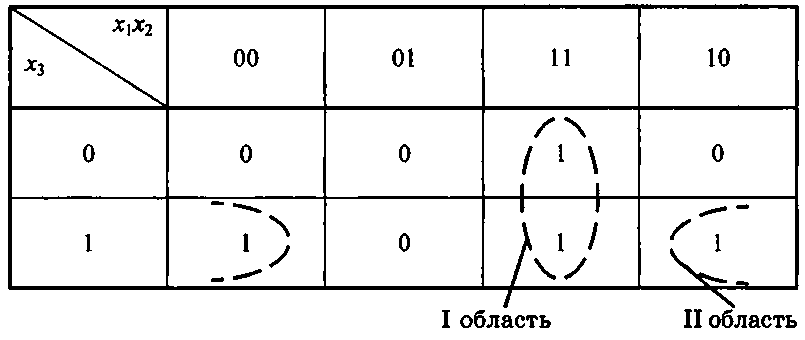 x₁x₂
x₃ 00 01 11 10
0 0 0 1 0
1 1 0 1 1
I область II область